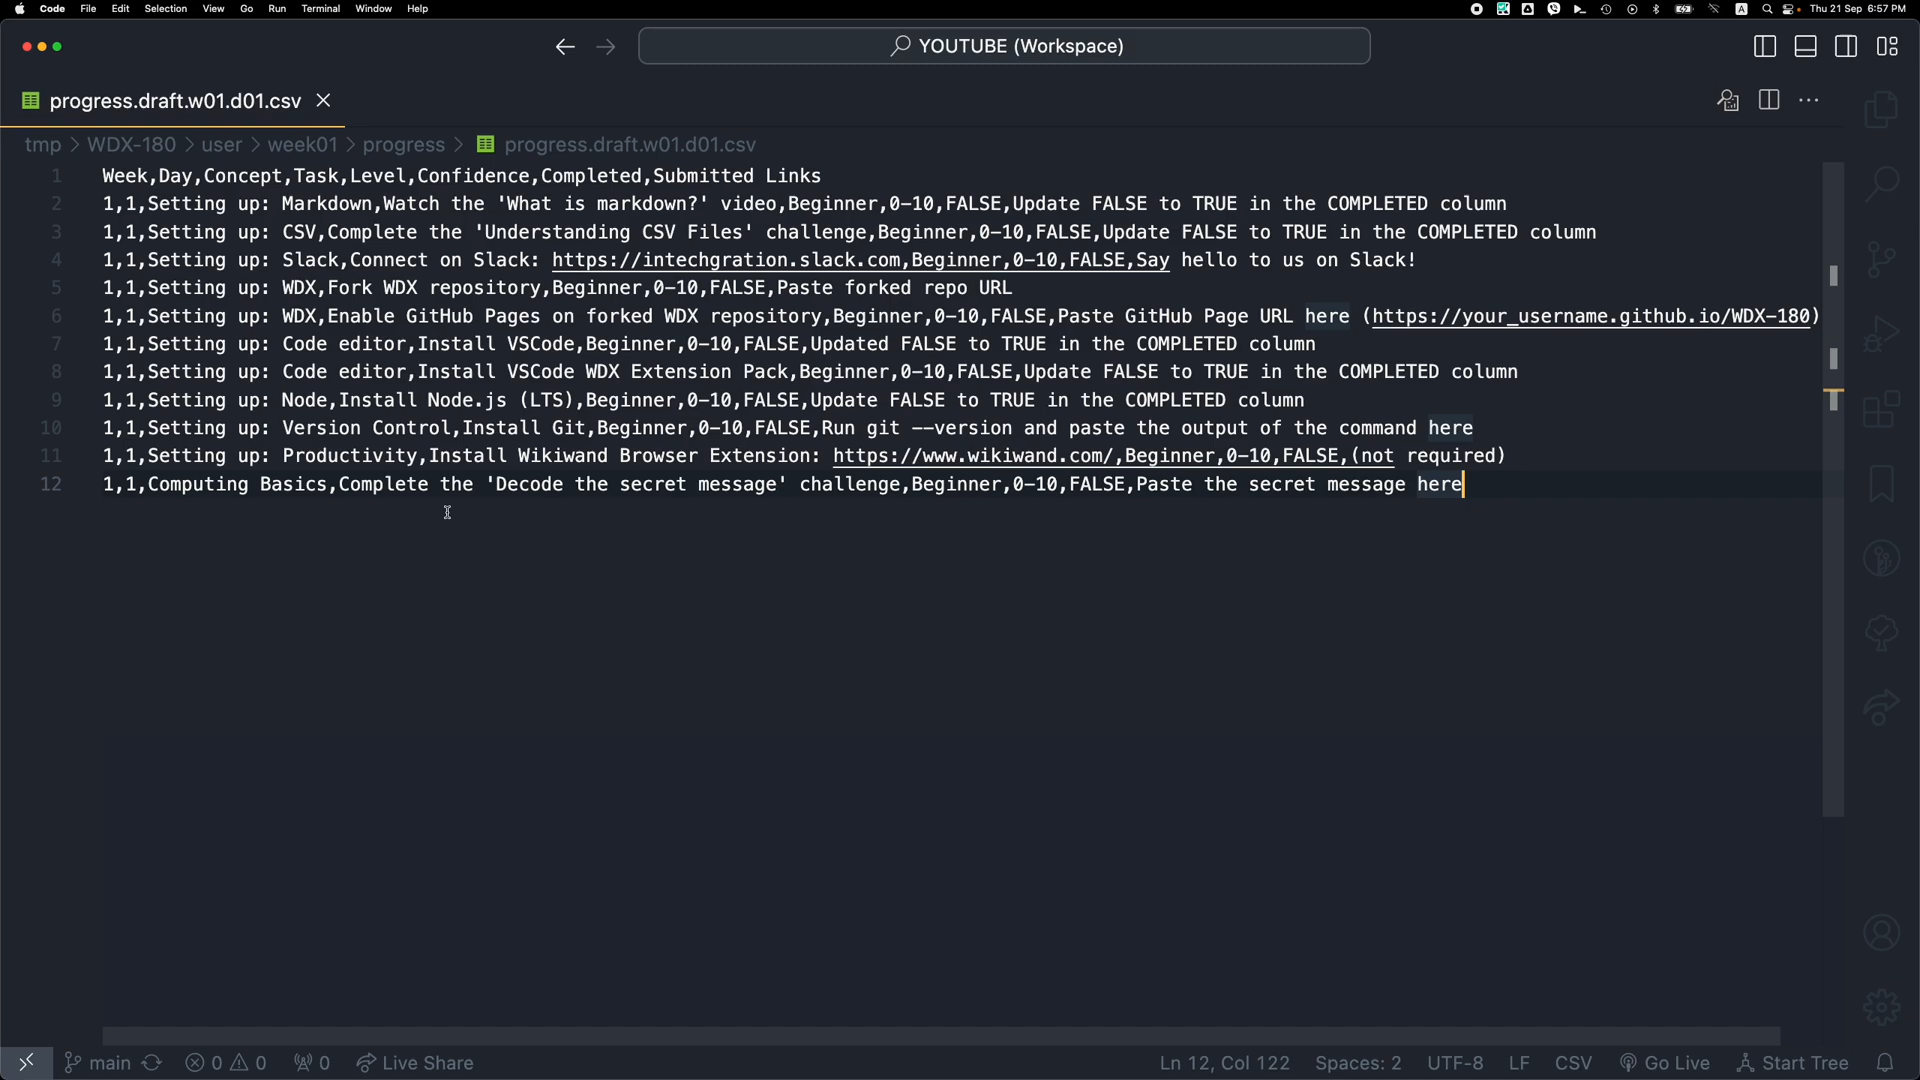 Code File Edit Selection View Go Run Terminal Window Help A Thu 21 Sep 6:57 PM
YOUTUBE (Workspace)
progress.draft.w01.d01.csv
tmp > WDX-180 > user > week01 > progress > progress.draft.w01.d01.csv
1 Week,Day,Concept,Task,Level,Confidence,Completed,Submitted Links
2 1,1,Setting up: Markdown,Watch the 'What is markdown?' video,Beginner,0-10,FALSE,Update FALSE to TRUE in the COMPLETED column
3 1,1,Setting up: CSV,Complete the 'Understanding CSV Files' challenge,Beginner,0-10,FALSE,Update FALSE to TRUE in the COMPLETED column
4 1,1,Setting up: Slack,Connect on Slack: https://intechgration.slack.com,Beginner,0-10,FALSE,Say hello to us on Slack!
5 1,1,Setting up: WDX,Fork WDX repository,Beginner,0-10,FALSE,Paste forked repo URL
6 1,1,Setting up: WDX,Enable GitHub Pages on forked WDX repository,Beginner,0-10,FALSE,Paste GitHub Page URL here (https://your_username.github.io/WDX-180)
7 1,1,Setting up: Code editor,Install VSCode,Beginner,0-10,FALSE,Updated FALSE to TRUE in the COMPLETED column
8 1,1,Setting up: Code editor,Install VSCode WDX Extension Pack,Beginner,0-10,FALSE,Update FALSE to TRUE in the COMPLETED column
9 1,1,Setting up: Node,Install Node.js (LTS),Beginner,0-10,FALSE,Update FALSE to TRUE in the COMPLETED column
10 1,1,Setting up: Version Control,Install Git,Beginner,0-10,FALSE,Run git --version and paste the output of the command here
11 1,1,Setting up: Productivity,Install Wikiwand Browser Extension: https://www.wikiwand.com/,Beginner,0-10,FALSE,(not required)
12 1,1,Computing Basics,Complete the 'Decode the secret message' challenge,Beginner,0-10,FALSE,Paste the secret message here
main 0 0 0 Live Share Ln 12, Col 122 Spaces: 2 UTF-8 LF CSV Go Live Start Tree